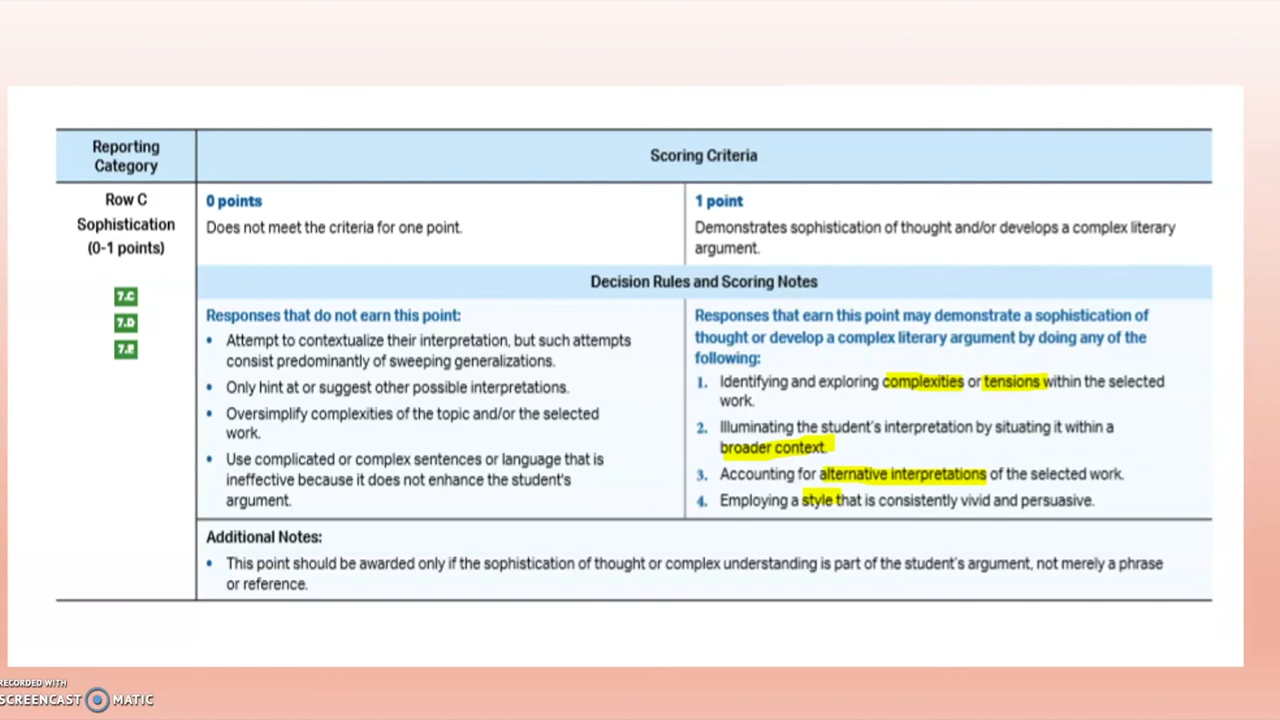 Reporting
Category
Scoring Criteria
Row C
Sophistication
(0-1 points)
7.C
7.D
7.E
0 points
Does not meet the criteria for one point.
1 point
Demonstrates sophistication of thought and/or develops a complex literary
argument.
Decision Rules and Scoring Notes
Responses that do not earn this point:
• Attempt to contextualize their interpretation, but such attempts
consist predominantly of sweeping generalizations.
• Only hint at or suggest other possible interpretations.
• Oversimplify complexities of the topic and/or the selected
work.
• Use complicated or complex sentences or language that is
ineffective because it does not enhance the student's
argument.
Responses that earn this point may demonstrate a sophistication of
thought or develop a complex literary argument by doing any of the
following:
1. Identifying and exploring complexities or tensions within the selected
work.
2. Illuminating the student's interpretation by situating it within a
broader context.
3. Accounting for alternative interpretations of the selected work.
4. Employing a style that is consistently vivid and persuasive.
Additional Notes:
• This point should be awarded only if the sophistication of thought or complex understanding is part of the student's argument, not merely a phrase
or reference.
RECORDED WITH
SCREENCAST MATIC